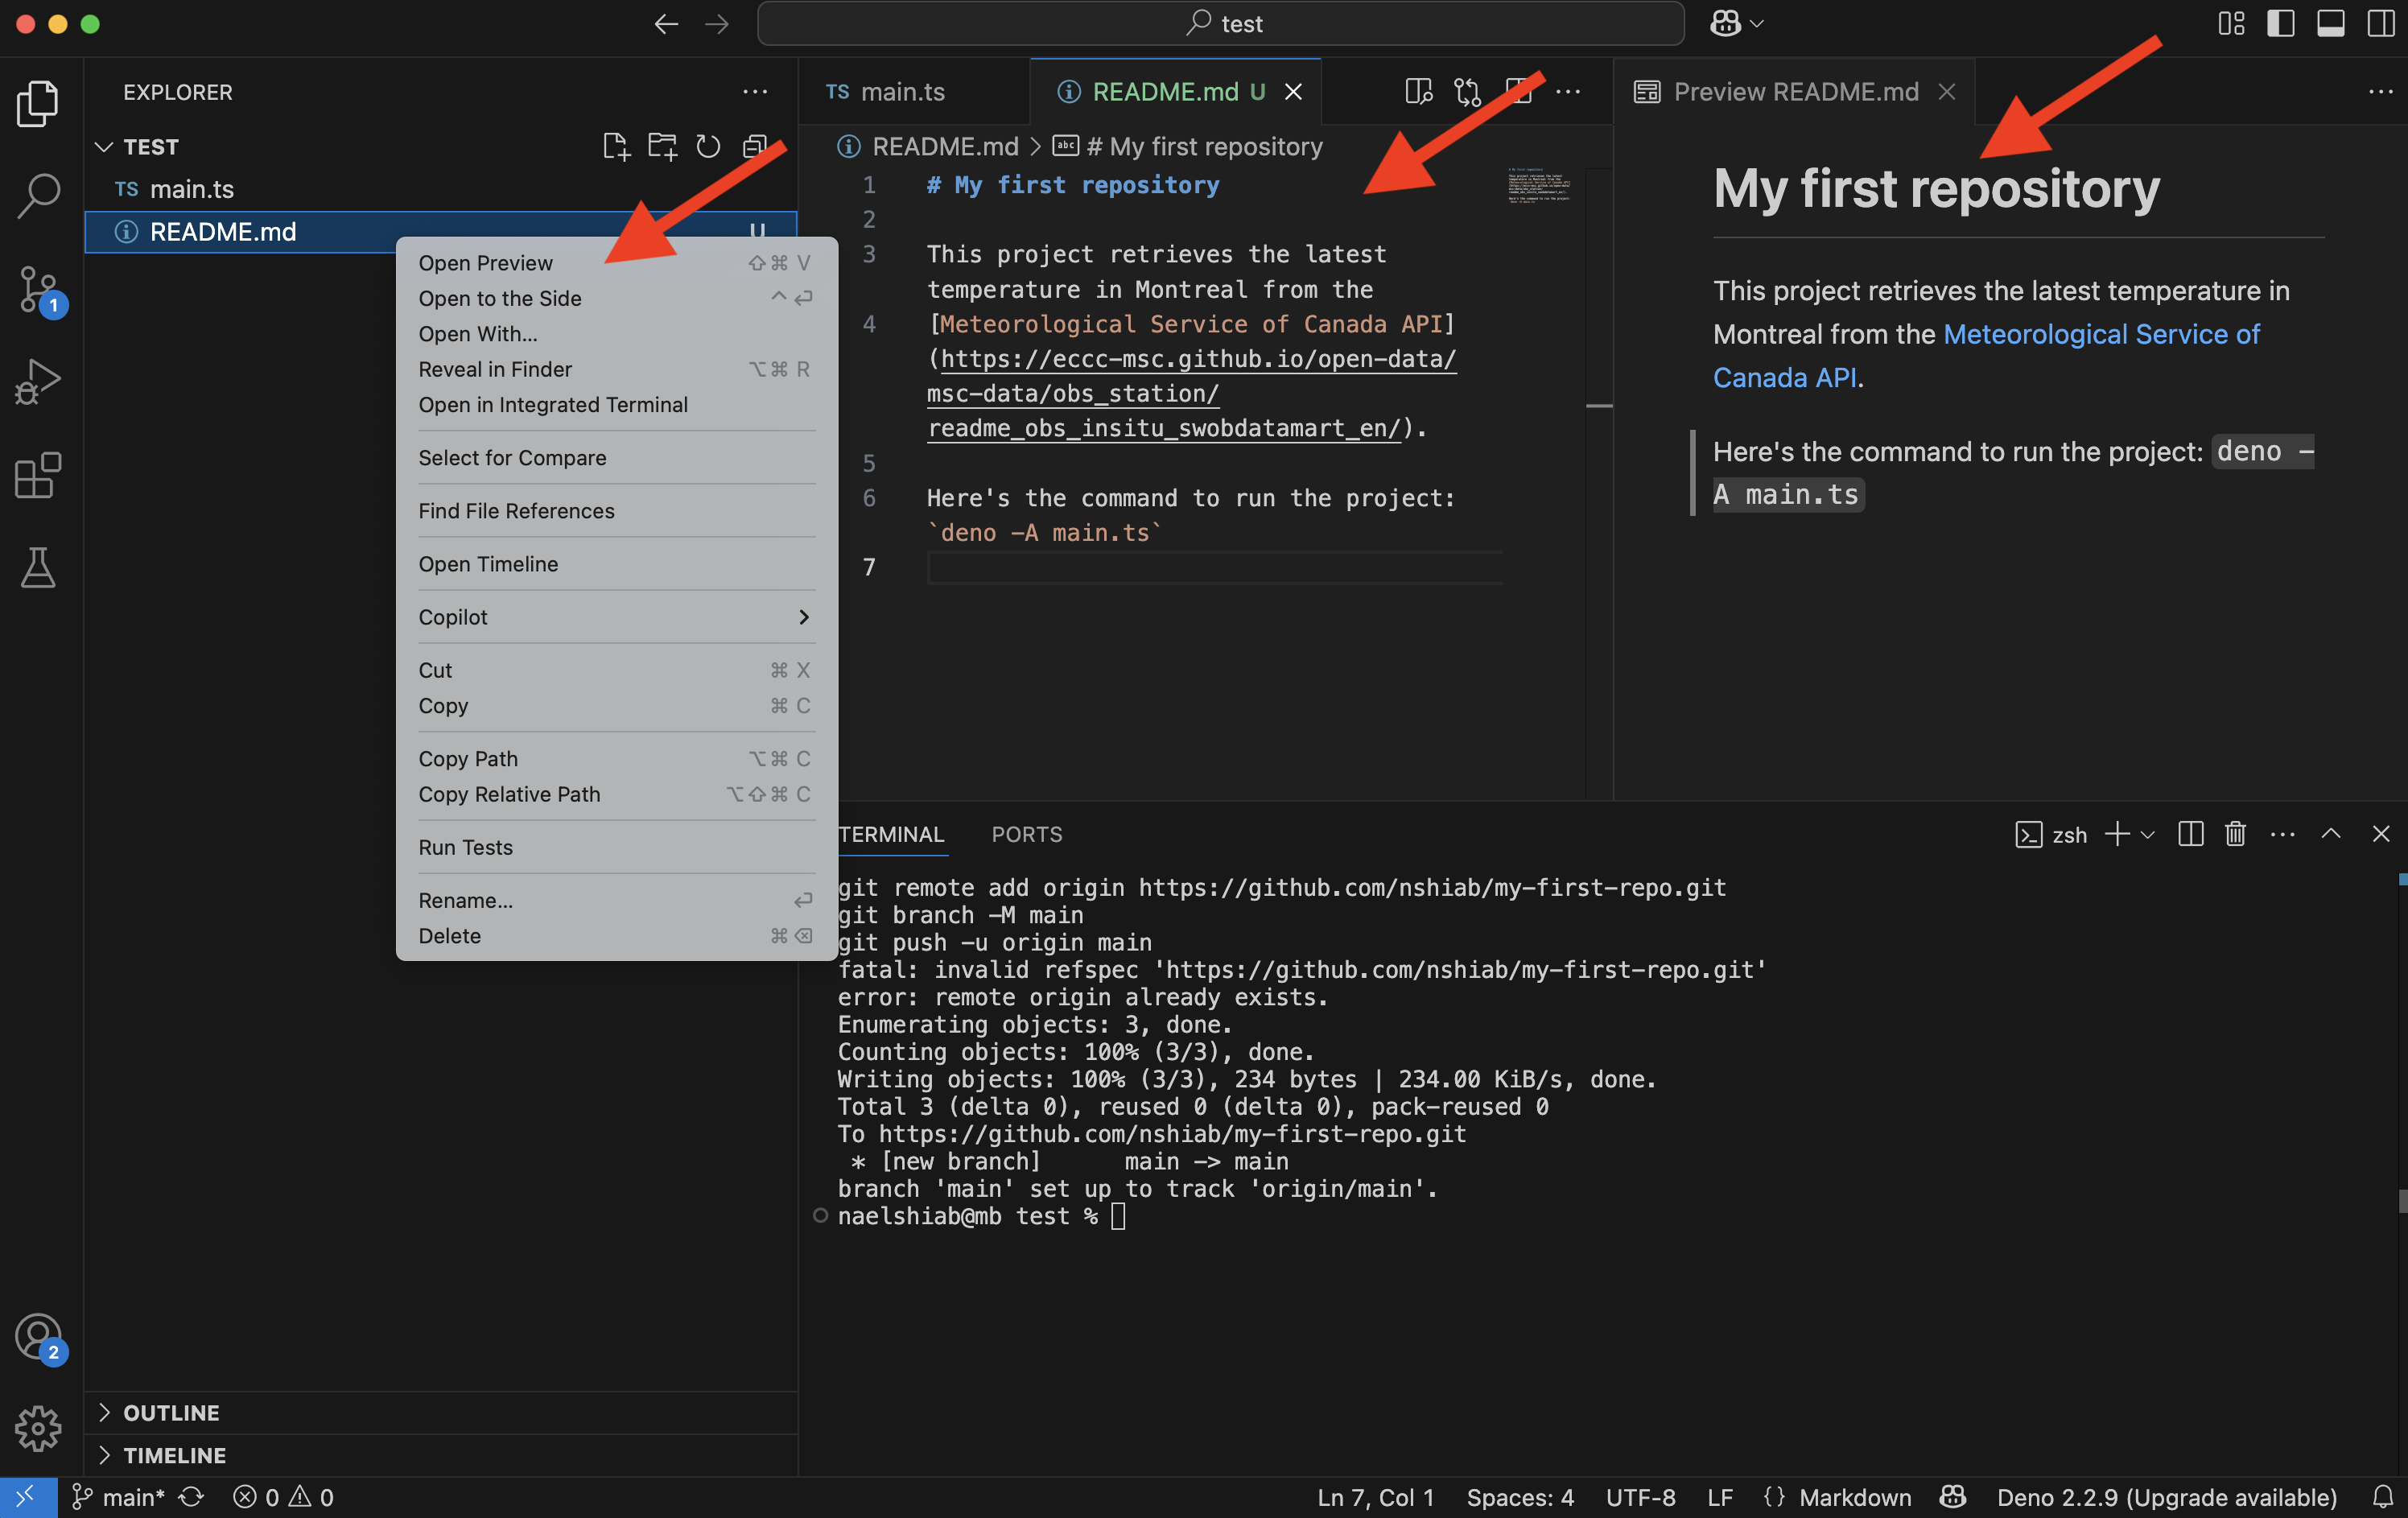 test
EXPLORER
TEST
TS main.ts
README.md U
Open Preview ⇧⌘ V
Open to the Side ^ ↩
Open With...
Reveal in Finder ⌥⌘ R
Open in Integrated Terminal
Select for Compare
Find File References
Open Timeline
Copilot
Cut ⌘ X
Copy ⌘ C
Copy Path ⌥⌘ C
Copy Relative Path ⌥⇧⌘ C
Run Tests
Rename... ↩
Delete ⌘⌫
OUTLINE
TIMELINE
TS main.ts
README.md U
README.md > abc # My first repository
1 # My first repository
2
3 This project retrieves the latest
temperature in Montreal from the
4 [Meteorological Service of Canada API]
(https://eccc-msc.github.io/open-data/
msc-data/obs_station/
readme_obs_insitu_swobdatamart_en/).
5
6 Here's the command to run the project:
`deno -A main.ts`
7
Preview README.md
My first repository
This project retrieves the latest temperature in
Montreal from the Meteorological Service of
Canada API.
Here's the command to run the project: deno -
A main.ts
TERMINAL PORTS
zsh
git remote add origin https://github.com/nshiab/my-first-repo.git
git branch -M main
git push -u origin main
fatal: invalid refspec 'https://github.com/nshiab/my-first-repo.git'
error: remote origin already exists.
Enumerating objects: 3, done.
Counting objects: 100% (3/3), done.
Writing objects: 100% (3/3), 234 bytes | 234.00 KiB/s, done.
Total 3 (delta 0), reused 0 (delta 0), pack-reused 0
To https://github.com/nshiab/my-first-repo.git
 * [new branch]      main -> main
branch 'main' set up to track 'origin/main'.
naelshiab@mb test %
1
2
main* 0 0
Ln 7, Col 1 Spaces: 4 UTF-8 LF {} Markdown Deno 2.2.9 (Upgrade available)